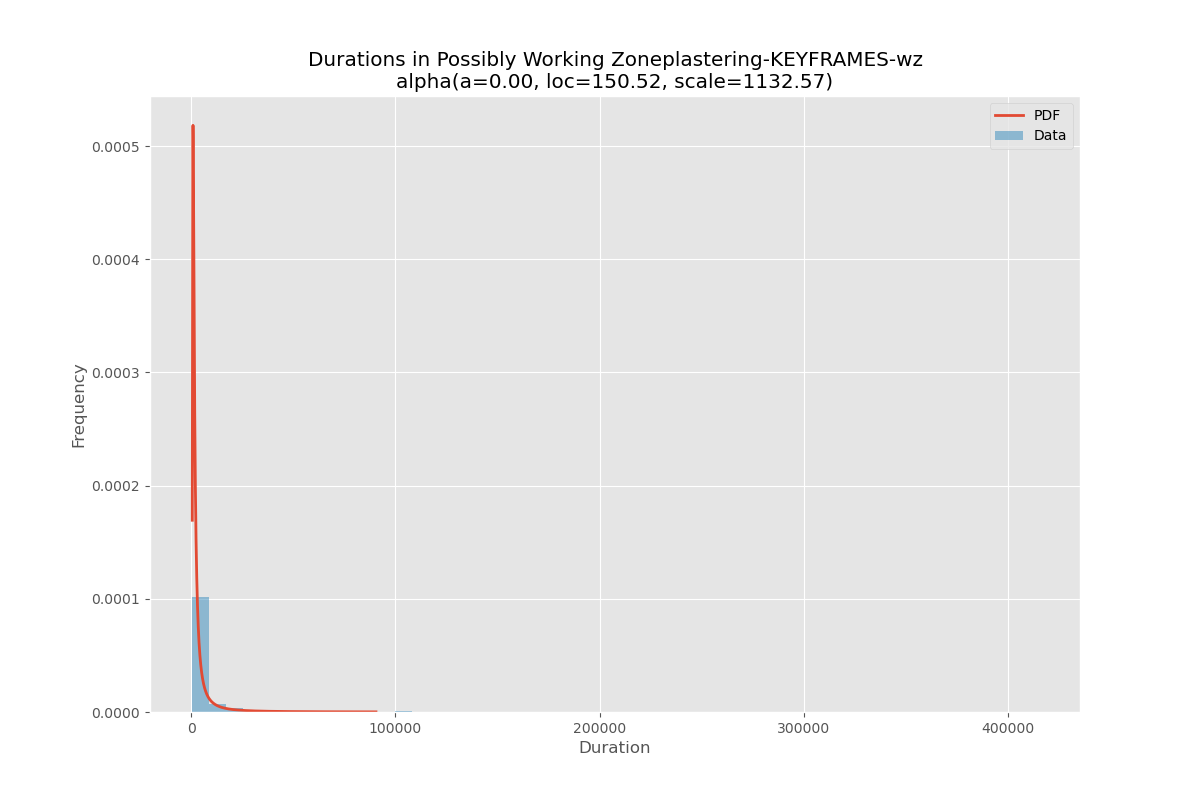 Durations in Possibly Working Zoneplastering-KEYFRAMES-wz
alpha(a=0.00, loc=150.52, scale=1132.57)
PDF
Data
0.0005
0.0004
0.0003
0.0002
0.0001
0.0000
Frequency
0
100000
200000
300000
400000
Duration